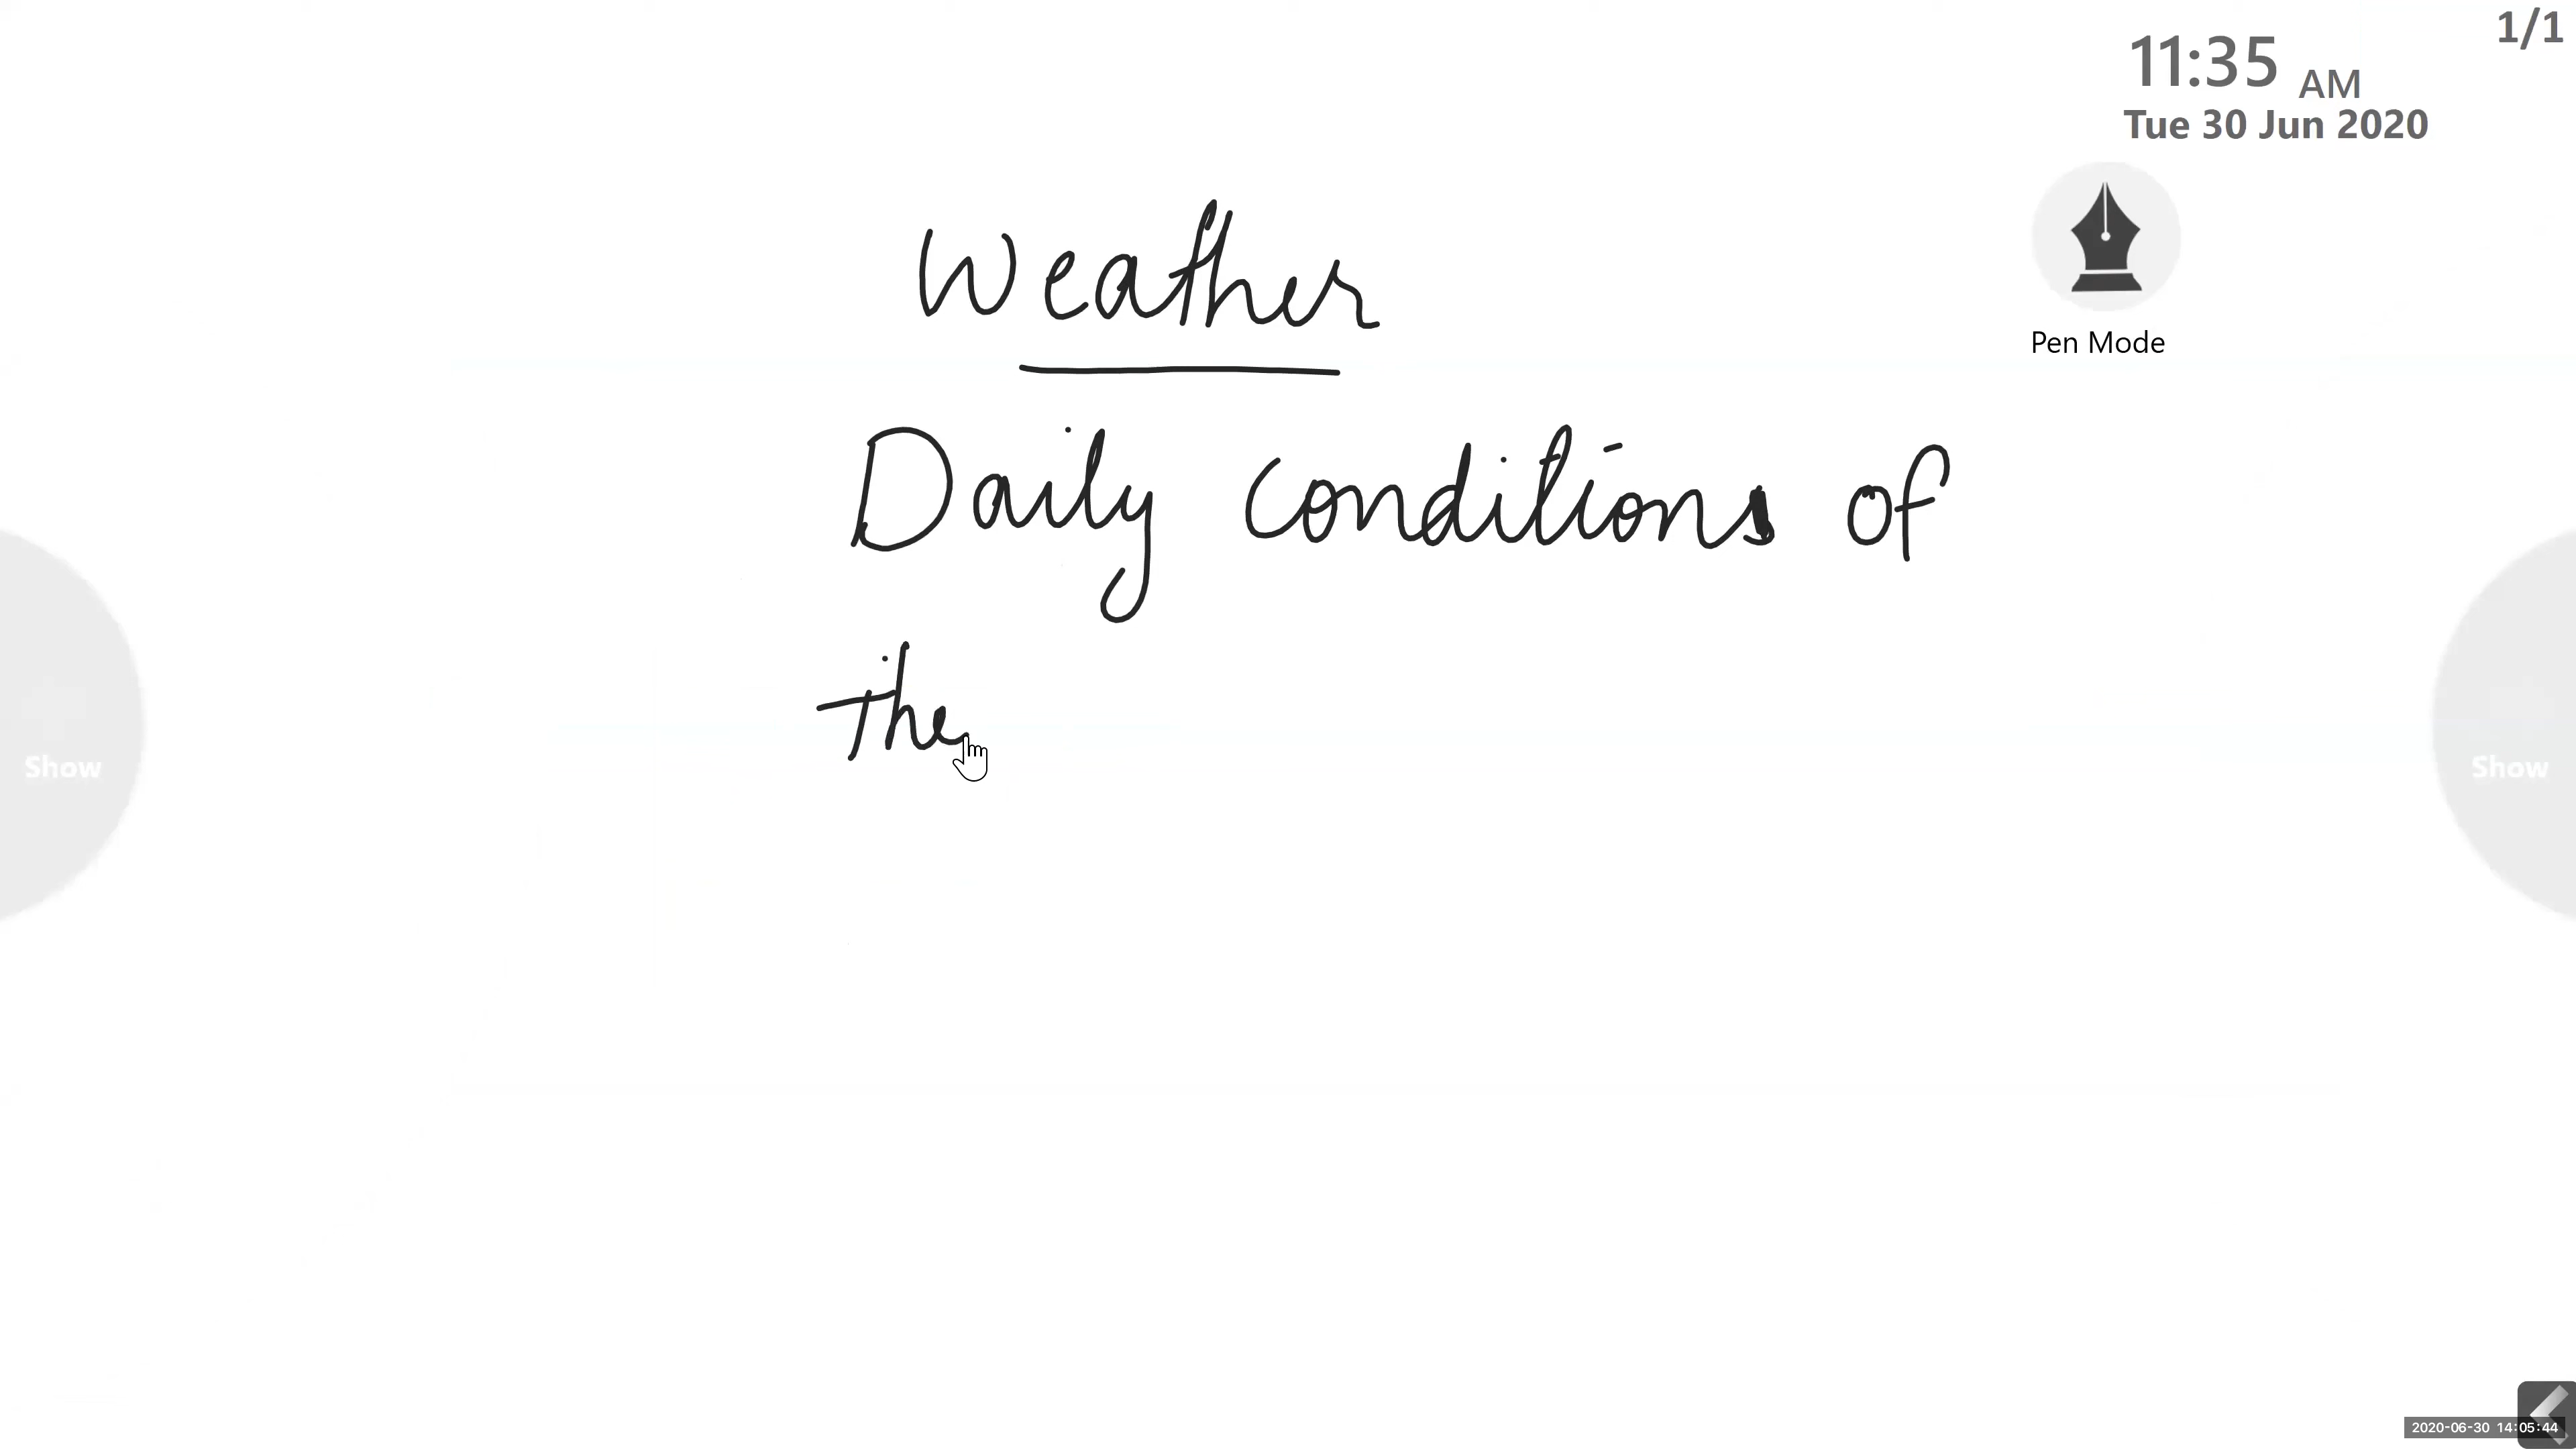 1/1
11:35 AM
Tue 30 Jun 2020
Weather
Pen Mode
Daily conditions of
the
Show
Show
2020-06-30 14:05:44